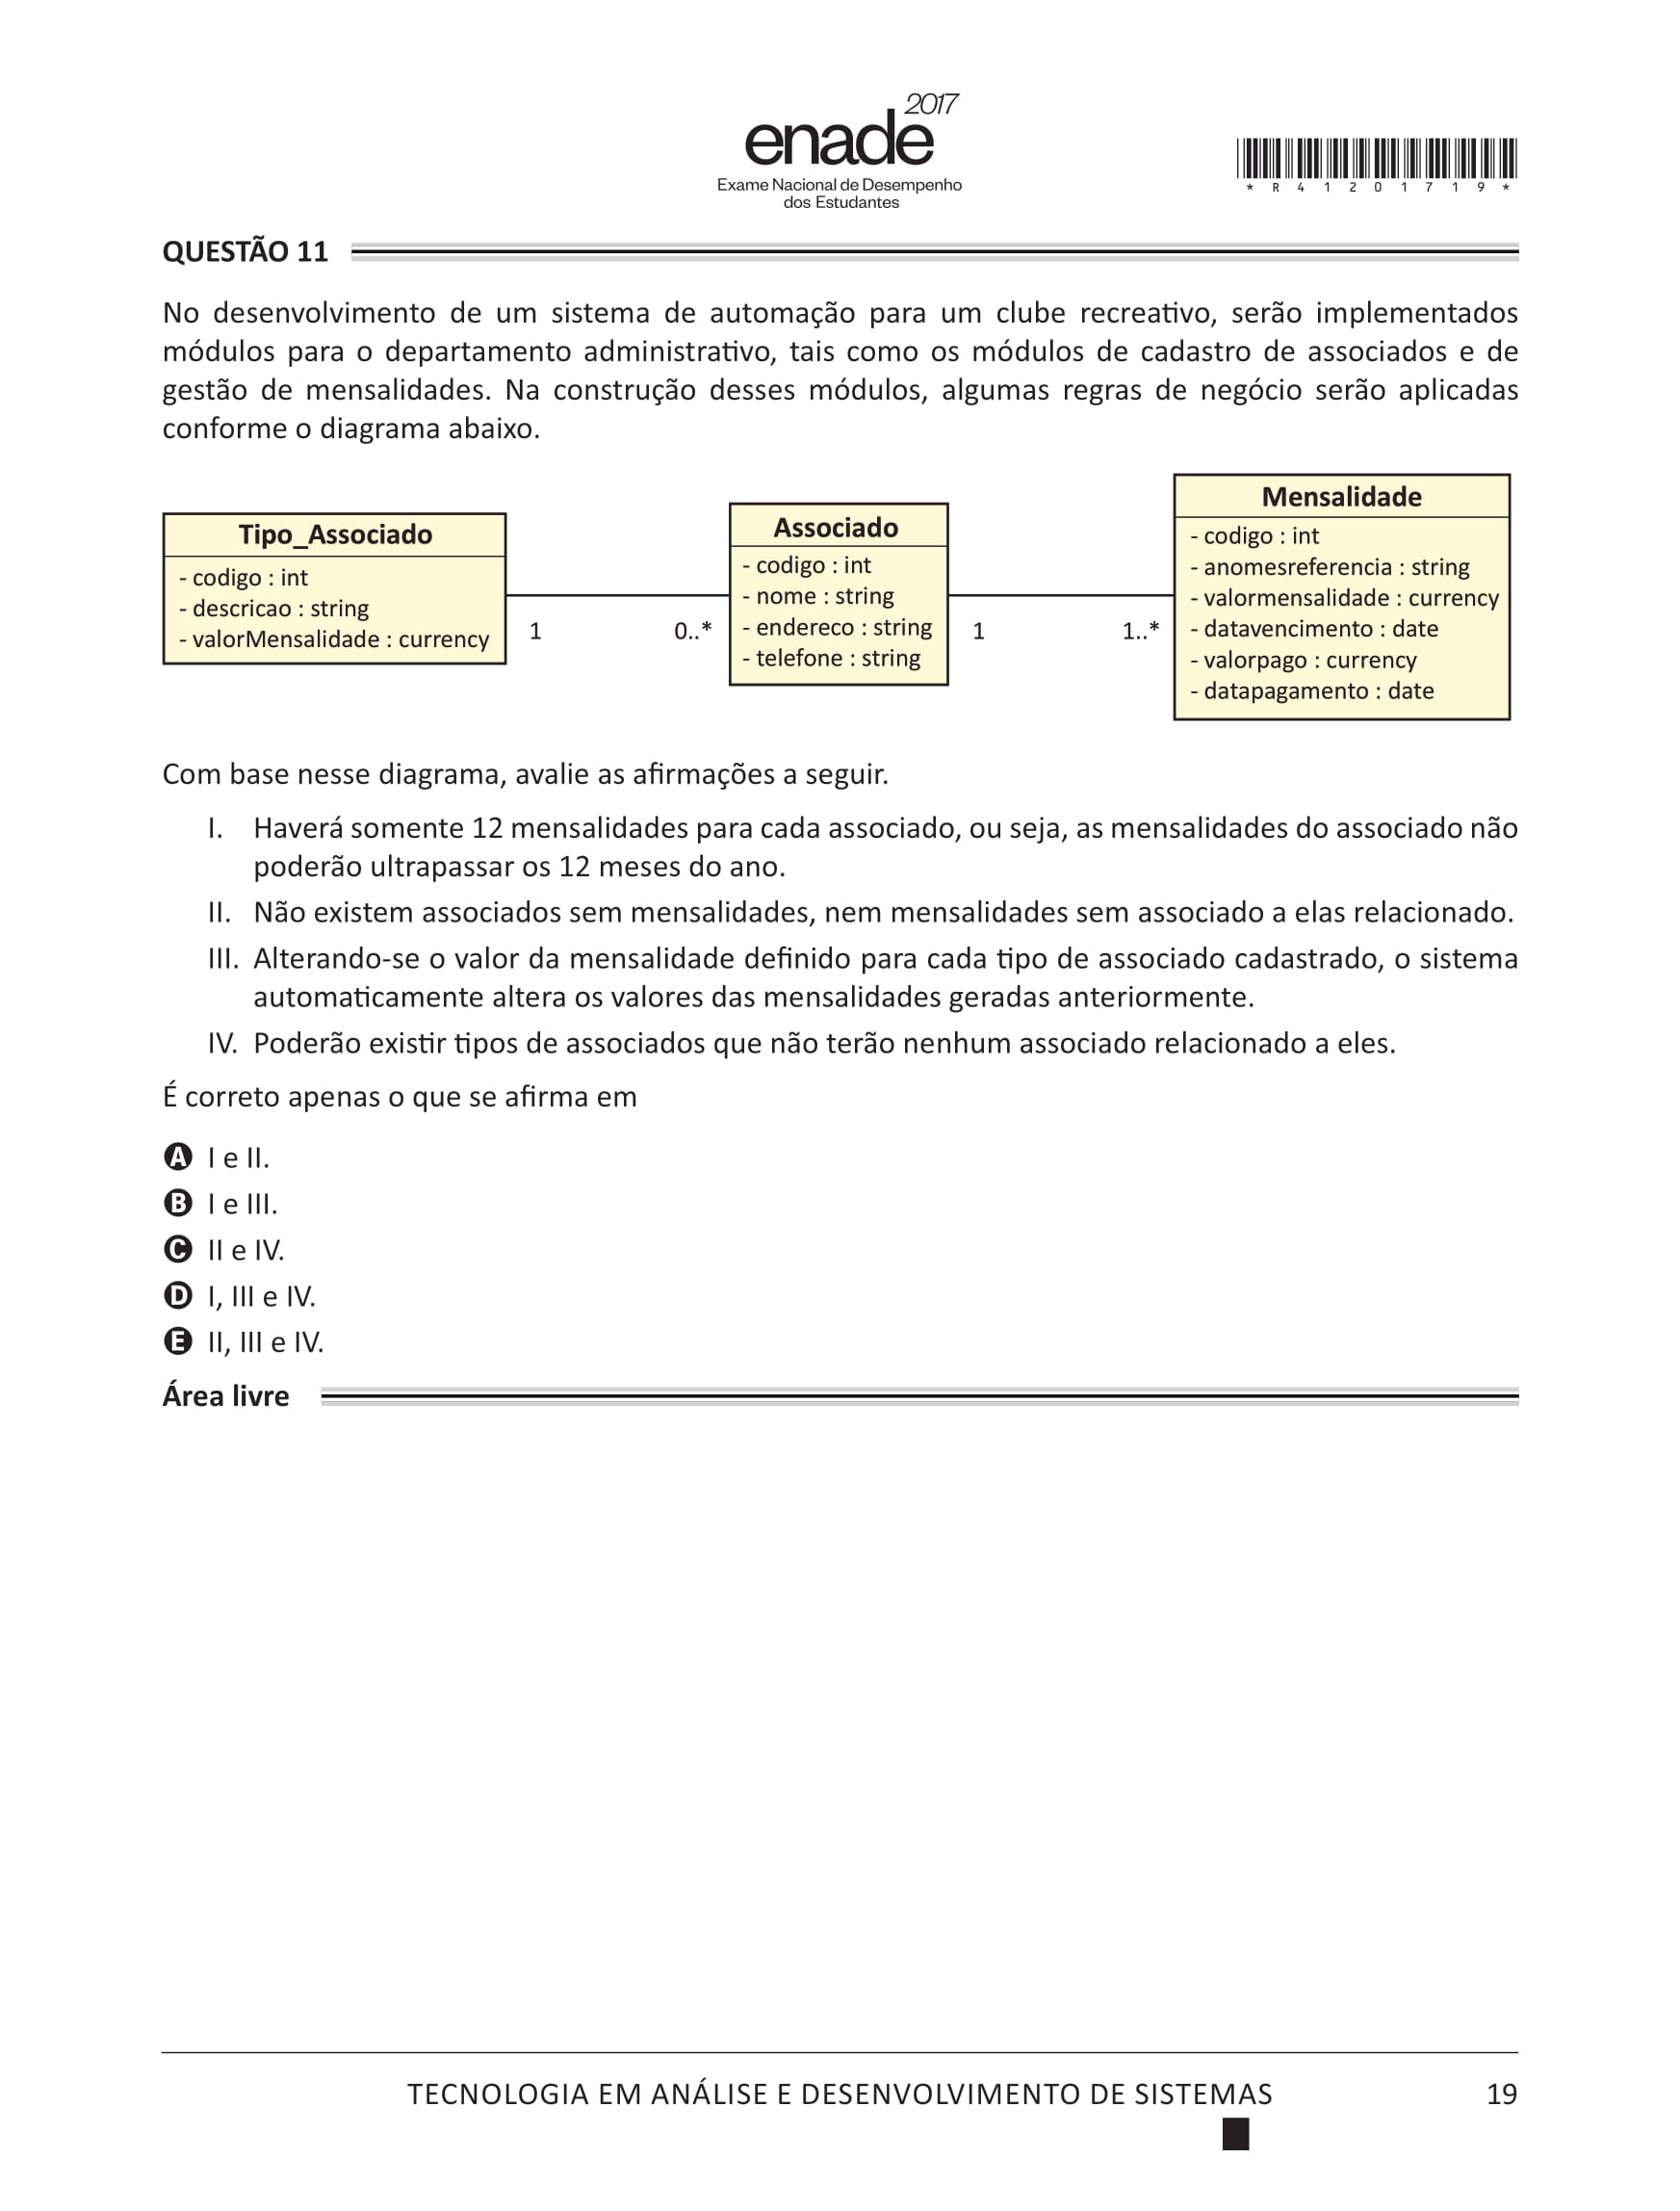 2017
enade
Exame Nacional de Desempenho
dos Estudantes
* R 4 1 2 0 1 7 1 9 *
QUESTÃO 11
No desenvolvimento de um sistema de automação para um clube recreativo, serão implementados
módulos para o departamento administrativo, tais como os módulos de cadastro de associados e de
gestão de mensalidades. Na construção desses módulos, algumas regras de negócio serão aplicadas
conforme o diagrama abaixo.
Tipo_Associado
- codigo : int
- descricao : string
- valorMensalidade : currency
1
0..*
Associado
- codigo : int
- nome : string
- endereco : string
- telefone : string
1
1..*
Mensalidade
- codigo : int
- anomesreferencia : string
- valormensalidade : currency
- datavencimento : date
- valorpago : currency
- datapagamento : date
Com base nesse diagrama, avalie as afirmações a seguir.
I. Haverá somente 12 mensalidades para cada associado, ou seja, as mensalidades do associado não
poderão ultrapassar os 12 meses do ano.
II. Não existem associados sem mensalidades, nem mensalidades sem associado a elas relacionado.
III. Alterando-se o valor da mensalidade definido para cada tipo de associado cadastrado, o sistema
automaticamente altera os valores das mensalidades geradas anteriormente.
IV. Poderão existir tipos de associados que não terão nenhum associado relacionado a eles.
É correto apenas o que se afirma em
A I e II.
B I e III.
C II e IV.
D I, III e IV.
E II, III e IV.
Área livre
TECNOLOGIA EM ANÁLISE E DESENVOLVIMENTO DE SISTEMAS
19